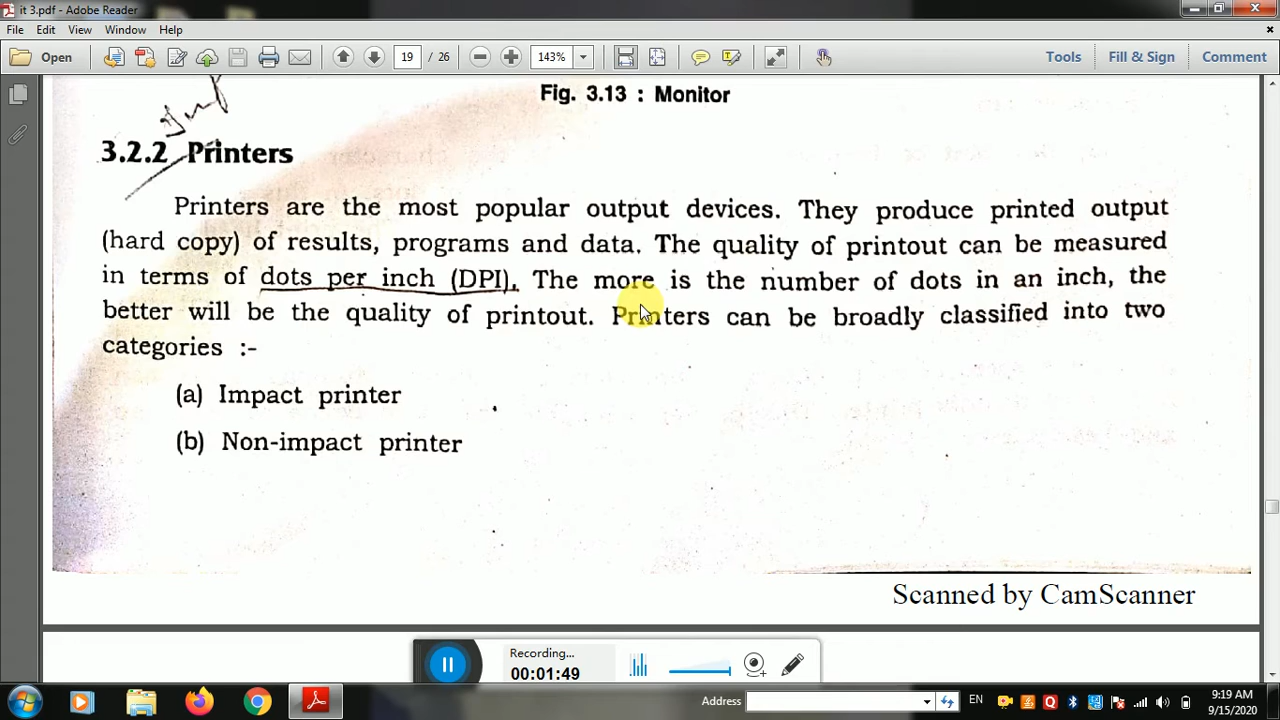 it 3.pdf - Adobe Reader
File Edit View Window Help
Open 19 / 26 143% Tools Fill & Sign Comment
Fig. 3.13 : Monitor
Imp
3.2.2 Printers
Printers are the most popular output devices. They produce printed output
(hard copy) of results, programs and data. The quality of printout can be measured
in terms of dots per inch (DPI). The more is the number of dots in an inch, the
better will be the quality of printout. Printers can be broadly classified into two
categories :-
(a) Impact printer
(b) Non-impact printer
Scanned by CamScanner
Recording...
00:01:49
Address EN 9:19 AM
9/15/2020